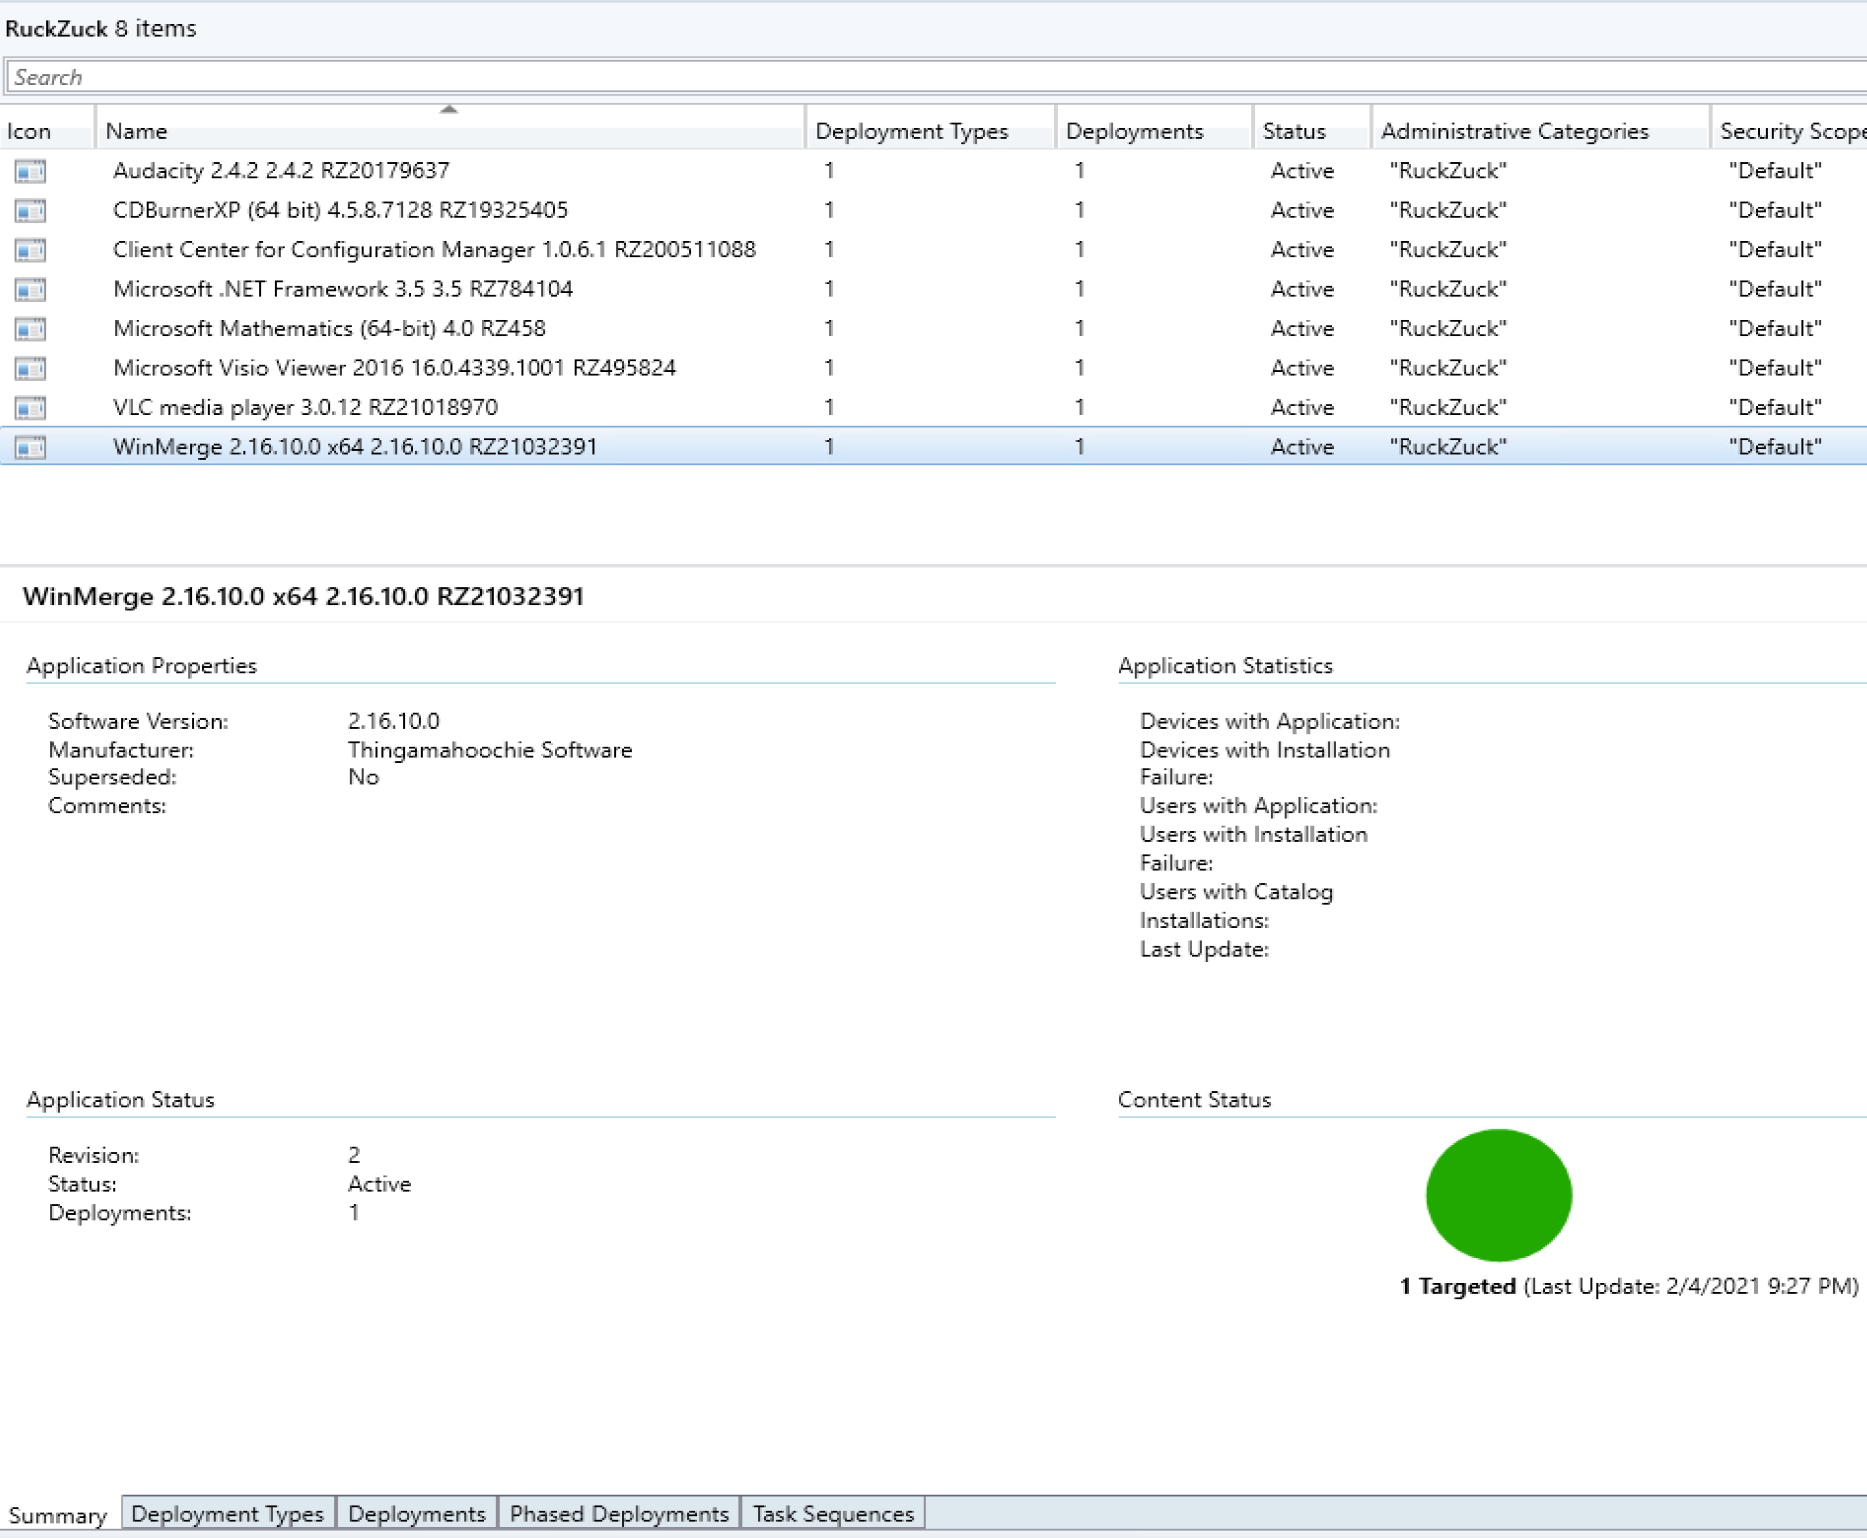 RuckZuck 8 items
Search
Icon Name Deployment Types Deployments Status Administrative Categories Security Scope
Audacity 2.4.2 2.4.2 RZ20179637 1 1 Active "RuckZuck" "Default"
CDBurnerXP (64 bit) 4.5.8.7128 RZ19325405 1 1 Active "RuckZuck" "Default"
Client Center for Configuration Manager 1.0.6.1 RZ200511088 1 1 Active "RuckZuck" "Default"
Microsoft .NET Framework 3.5 3.5 RZ784104 1 1 Active "RuckZuck" "Default"
Microsoft Mathematics (64-bit) 4.0 RZ458 1 1 Active "RuckZuck" "Default"
Microsoft Visio Viewer 2016 16.0.4339.1001 RZ495824 1 1 Active "RuckZuck" "Default"
VLC media player 3.0.12 RZ21018970 1 1 Active "RuckZuck" "Default"
WinMerge 2.16.10.0 x64 2.16.10.0 RZ21032391 1 1 Active "RuckZuck" "Default"
WinMerge 2.16.10.0 x64 2.16.10.0 RZ21032391
Application Properties
Software Version: 2.16.10.0
Manufacturer: Thingamahoochie Software
Superseded: No
Comments:
Application Statistics
Devices with Application:
Devices with Installation
Failure:
Users with Application:
Users with Installation
Failure:
Users with Catalog
Installations:
Last Update:
Application Status
Revision: 2
Status: Active
Deployments: 1
Content Status
1 Targeted (Last Update: 2/4/2021 9:27 PM)
Summary Deployment Types Deployments Phased Deployments Task Sequences